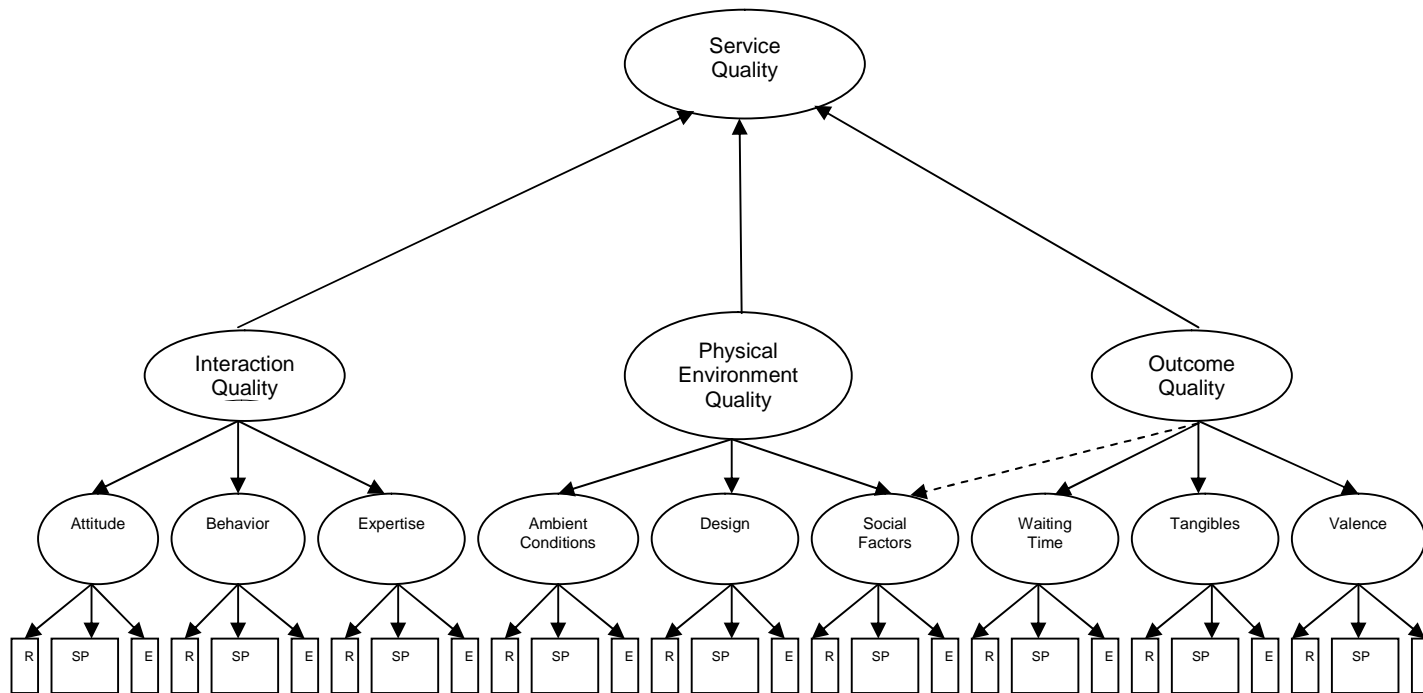 Service
Quality
Interaction
Quality
Physical
Environment
Quality
Outcome
Quality
Attitude
Behavior
Expertise
Ambient
Conditions
Design
Social
Factors
Waiting
Time
Tangibles
Valence
R SP E R SP E R SP E R SP E R SP E R SP E R SP E R SP E R SP